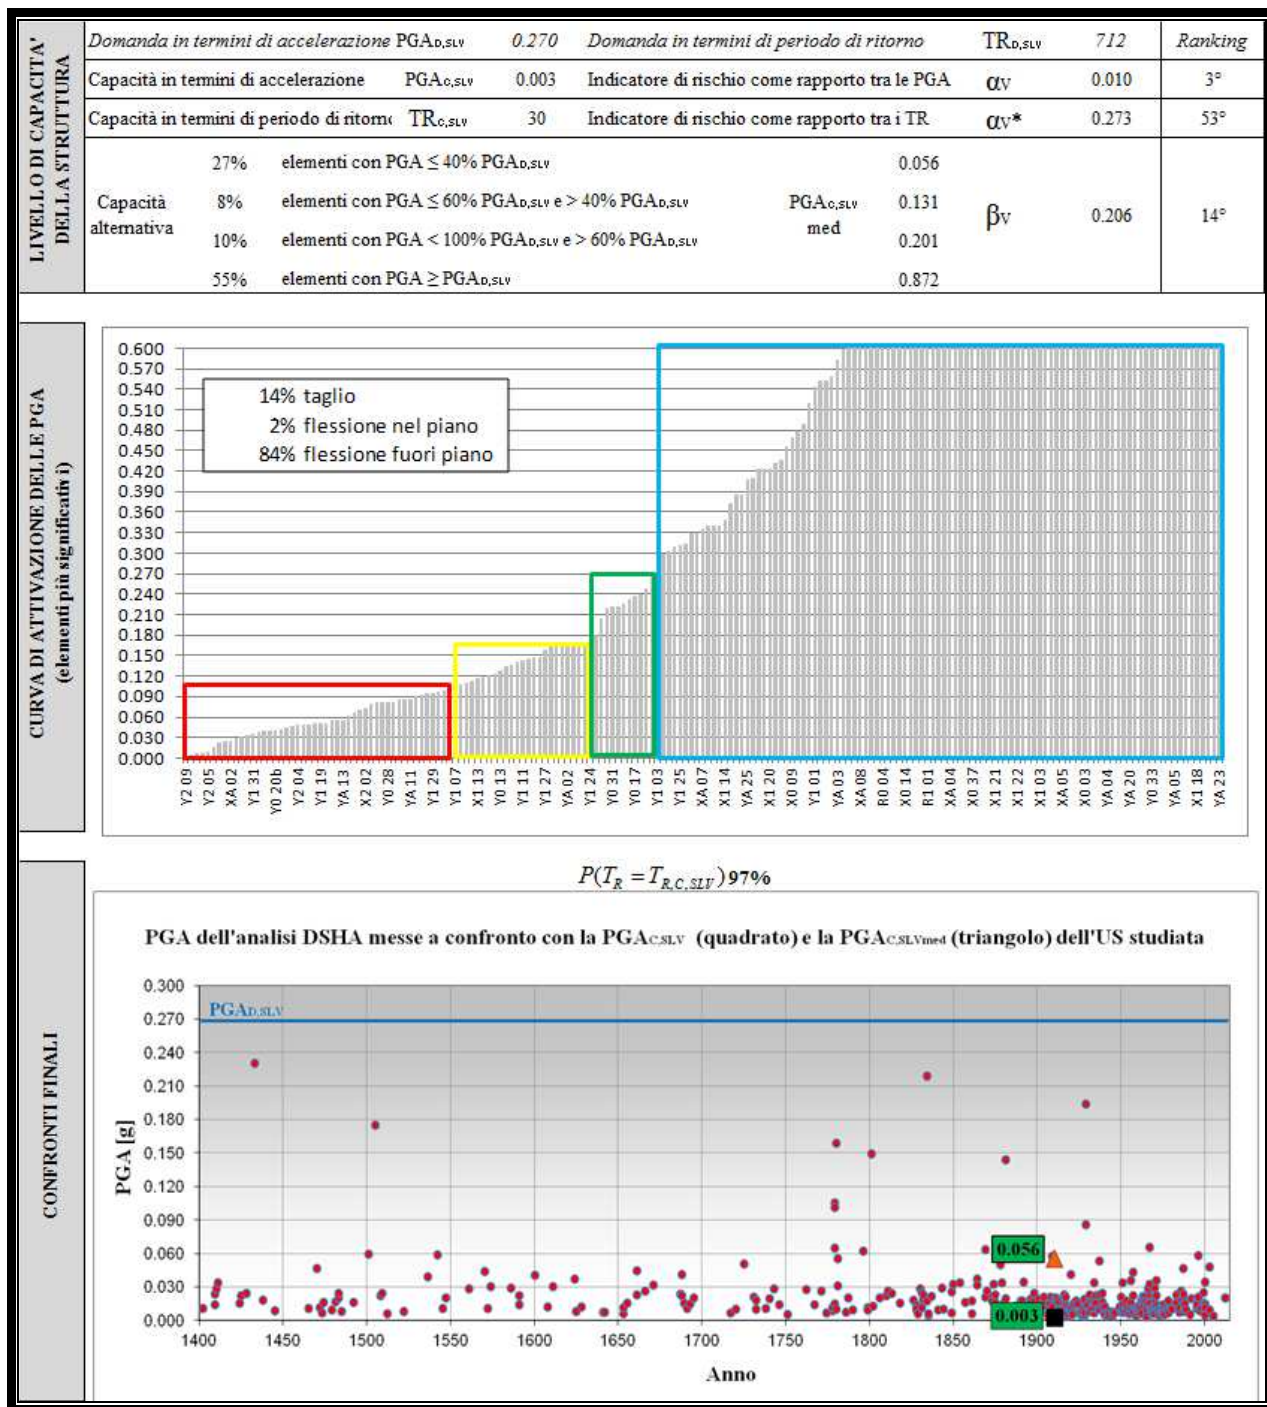 LIVELLO DI CAPACITA' DELLA STRUTTURA
Domanda in termini di accelerazione PGAD,SLV 0.270 Domanda in termini di periodo di ritorno TRD,SLV 712 Ranking
Capacità in termini di accelerazione PGAC,SLV 0.003 Indicatore di rischio come rapporto tra le PGA αV 0.010 3°
Capacità in termini di periodo di ritorno TRC,SLV 30 Indicatore di rischio come rapporto tra i TR αV* 0.273 53°
Capacità alternativa
27% elementi con PGA ≤ 40% PGAD,SLV 0.056
8% elementi con PGA ≤ 60% PGAD,SLV e > 40% PGAD,SLV 0.131
10% elementi con PGA < 100% PGAD,SLV e > 60% PGAD,SLV 0.201
55% elementi con PGA ≥ PGAD,SLV 0.872
PGAC,SLV med
βV 0.206 14°
CURVA DI ATTIVAZIONE DELLE PGA
(elementi più significativi)
0.600
0.570
0.540
0.510
0.480
0.450
0.420
0.390
0.360
0.330
0.300
0.270
0.240
0.210
0.180
0.150
0.120
0.090
0.060
0.030
0.000
14% taglio
2% flessione nel piano
84% flessione fuori piano
Y2 09 Y2 05 XA 02 Y1 31 Y0 20b Y2 04 Y1 19 YA 13 X2 02 Y0 28 YA 11 Y1 29 Y1 07 X1 13 Y0 13 Y1 11 Y1 27 YA 02 Y1 24 Y0 31 Y0 17 Y1 03 Y1 25 XA 07 X1 14 YA 25 X1 20 X0 09 Y1 01 YA 03 XA 08 R0 04 X0 14 R1 01 XA 04 X0 37 X1 21 X1 22 X1 03 XA 05 X0 03 YA 04 YA 20 Y0 33 YA 05 X1 18 YA 23
CONFRONTI FINALI
P(TR = TR,C,SLV) 97%
PGA dell'analisi DSHA messe a confronto con la PGAC,SLV (quadrato) e la PGAC,SLVmed (triangolo) dell'US studiata
PGA [g]
0.300
0.270
0.240
0.210
0.180
0.150
0.120
0.090
0.060
0.030
0.000
PGAD,SLV
0.056
0.003
1400 1450 1500 1550 1600 1650 1700 1750 1800 1850 1900 1950 2000
Anno